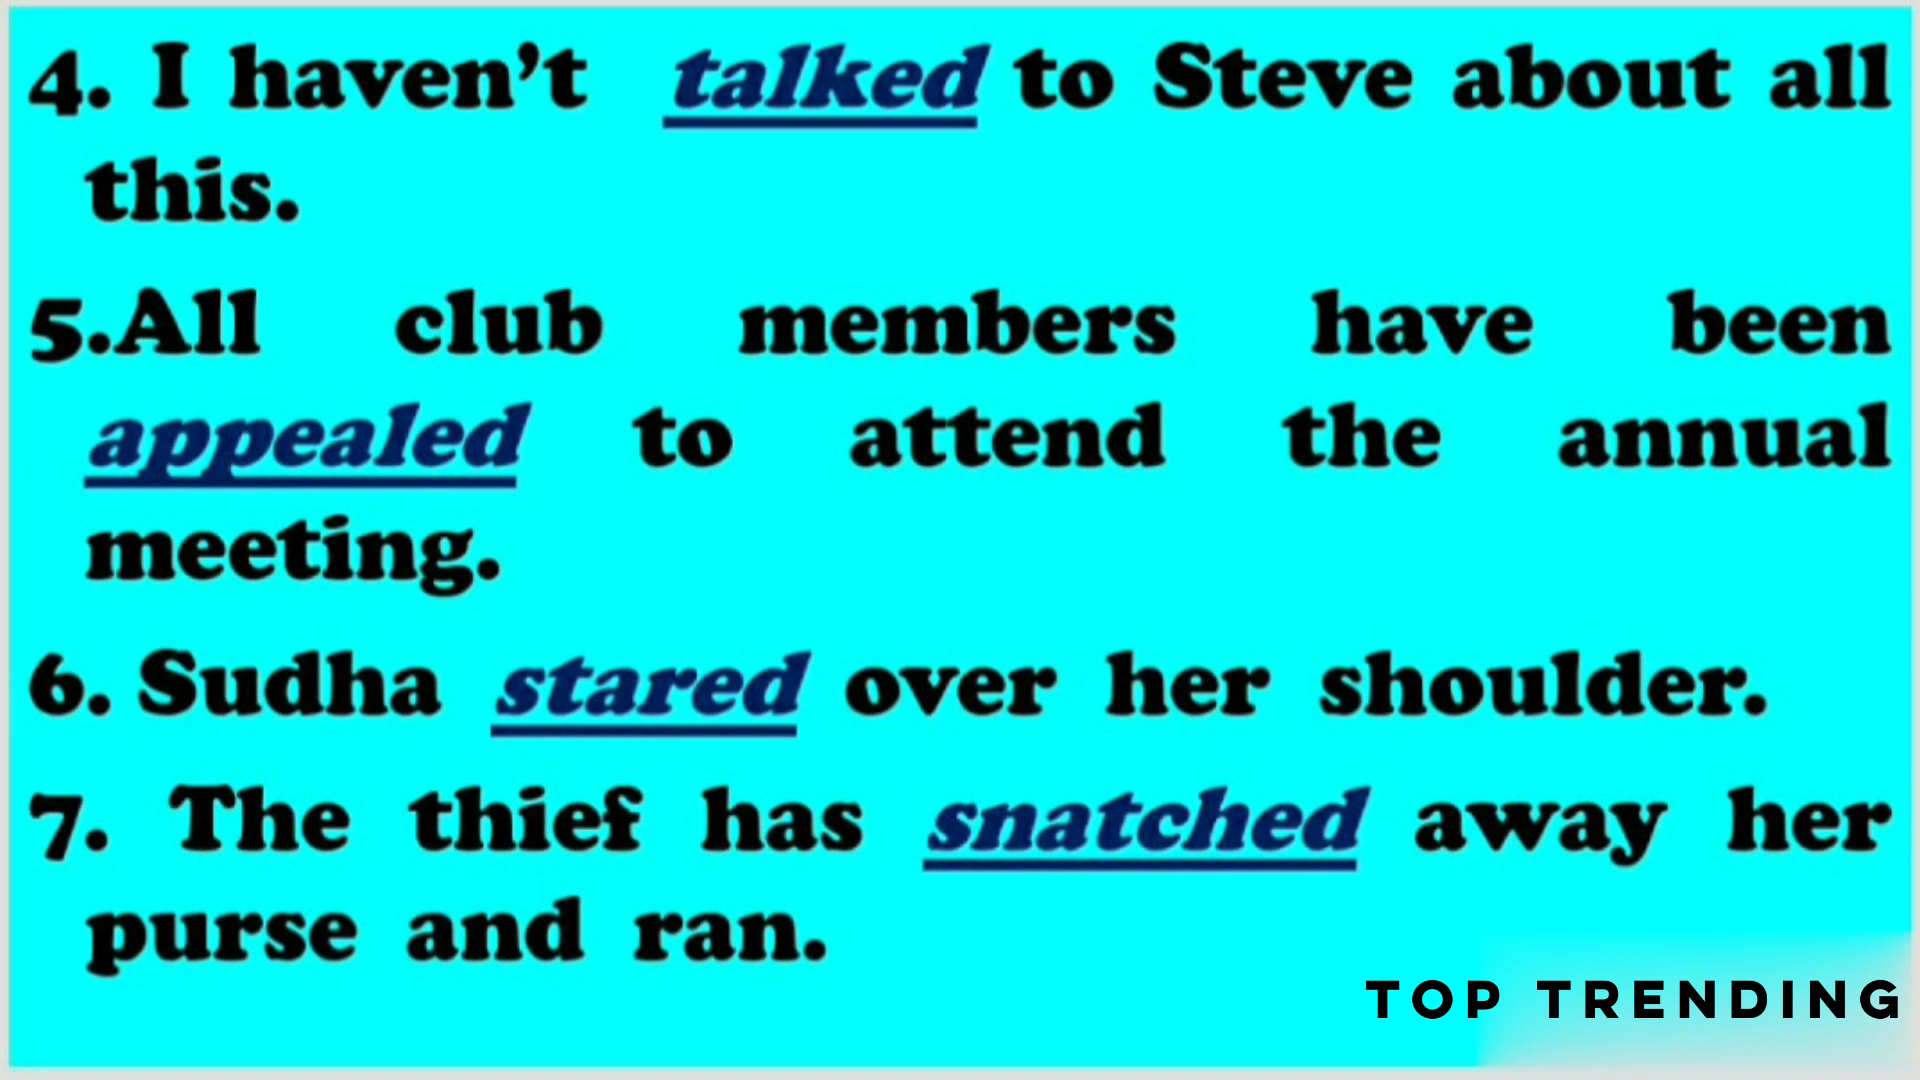 4. I haven’t talked to Steve about all
this.
5.All club members have been
appealed to attend the annual
meeting.
6. Sudha stared over her shoulder.
7. The thief has snatched away her
purse and ran.
TOP TRENDING